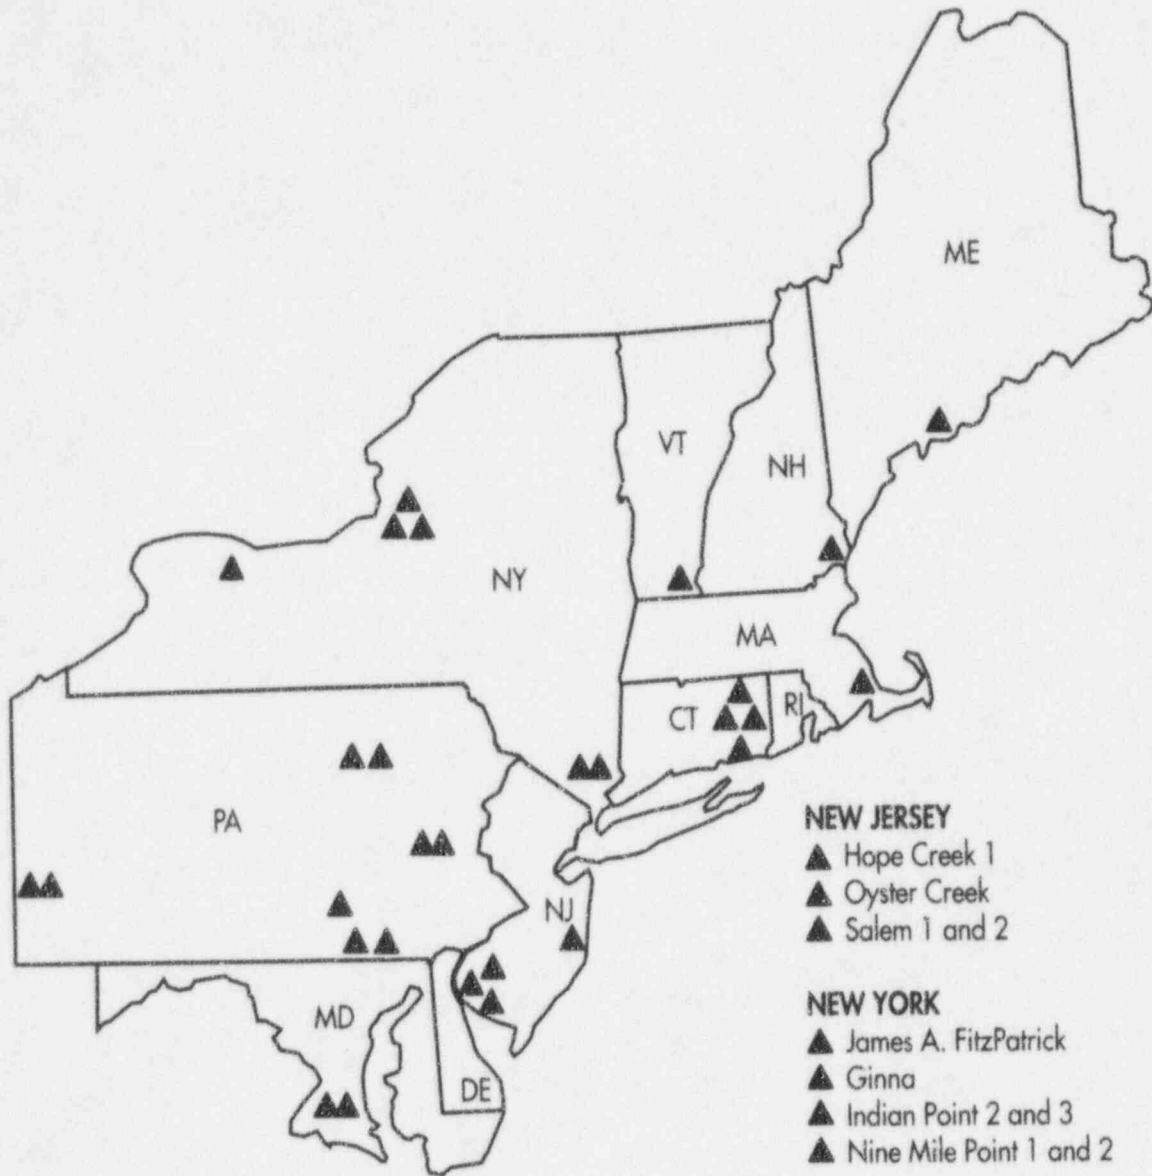 ME
VT
NH
NY
MA
CT
RI
PA
NJ
MD
DE
NEW JERSEY
Hope Creek 1
Oyster Creek
Salem 1 and 2
NEW YORK
James A. FitzPatrick
Ginna
Indian Point 2 and 3
Nine Mile Point 1 and 2